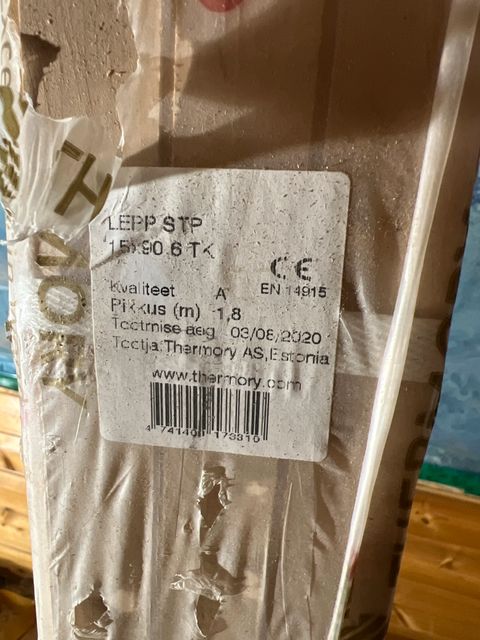 LEPP STP
15x90 6 TK
CE
Kvaliteet A
EN 14915
Pikkus (m) 1,8
Tootmise aeg 03/08/2020
Tootja:Thermory AS,Estonia
www.thermory.com